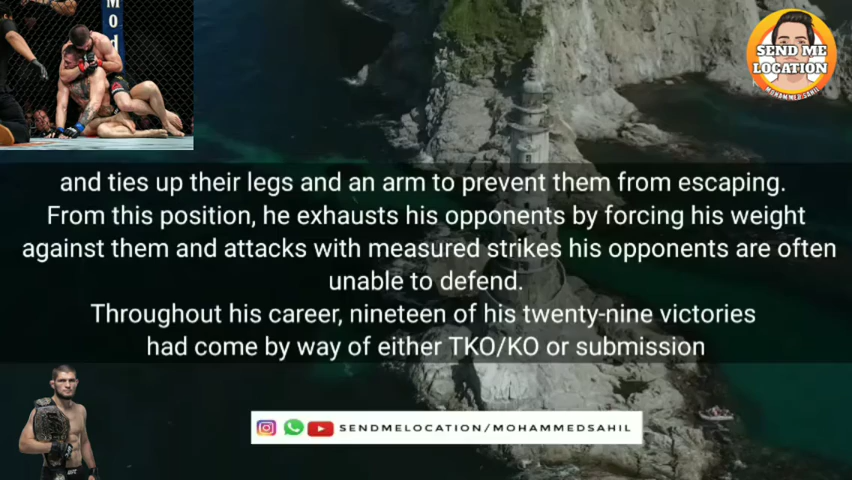 Mod
SEND ME
LOCATION
MOHAMMED SAHIL
and ties up their legs and an arm to prevent them from escaping.
From this position, he exhausts his opponents by forcing his weight
against them and attacks with measured strikes his opponents are often
unable to defend.
Throughout his career, nineteen of his twenty-nine victories
had come by way of either TKO/KO or submission
SENDMELOCATION/MOHAMMEDSAHIL